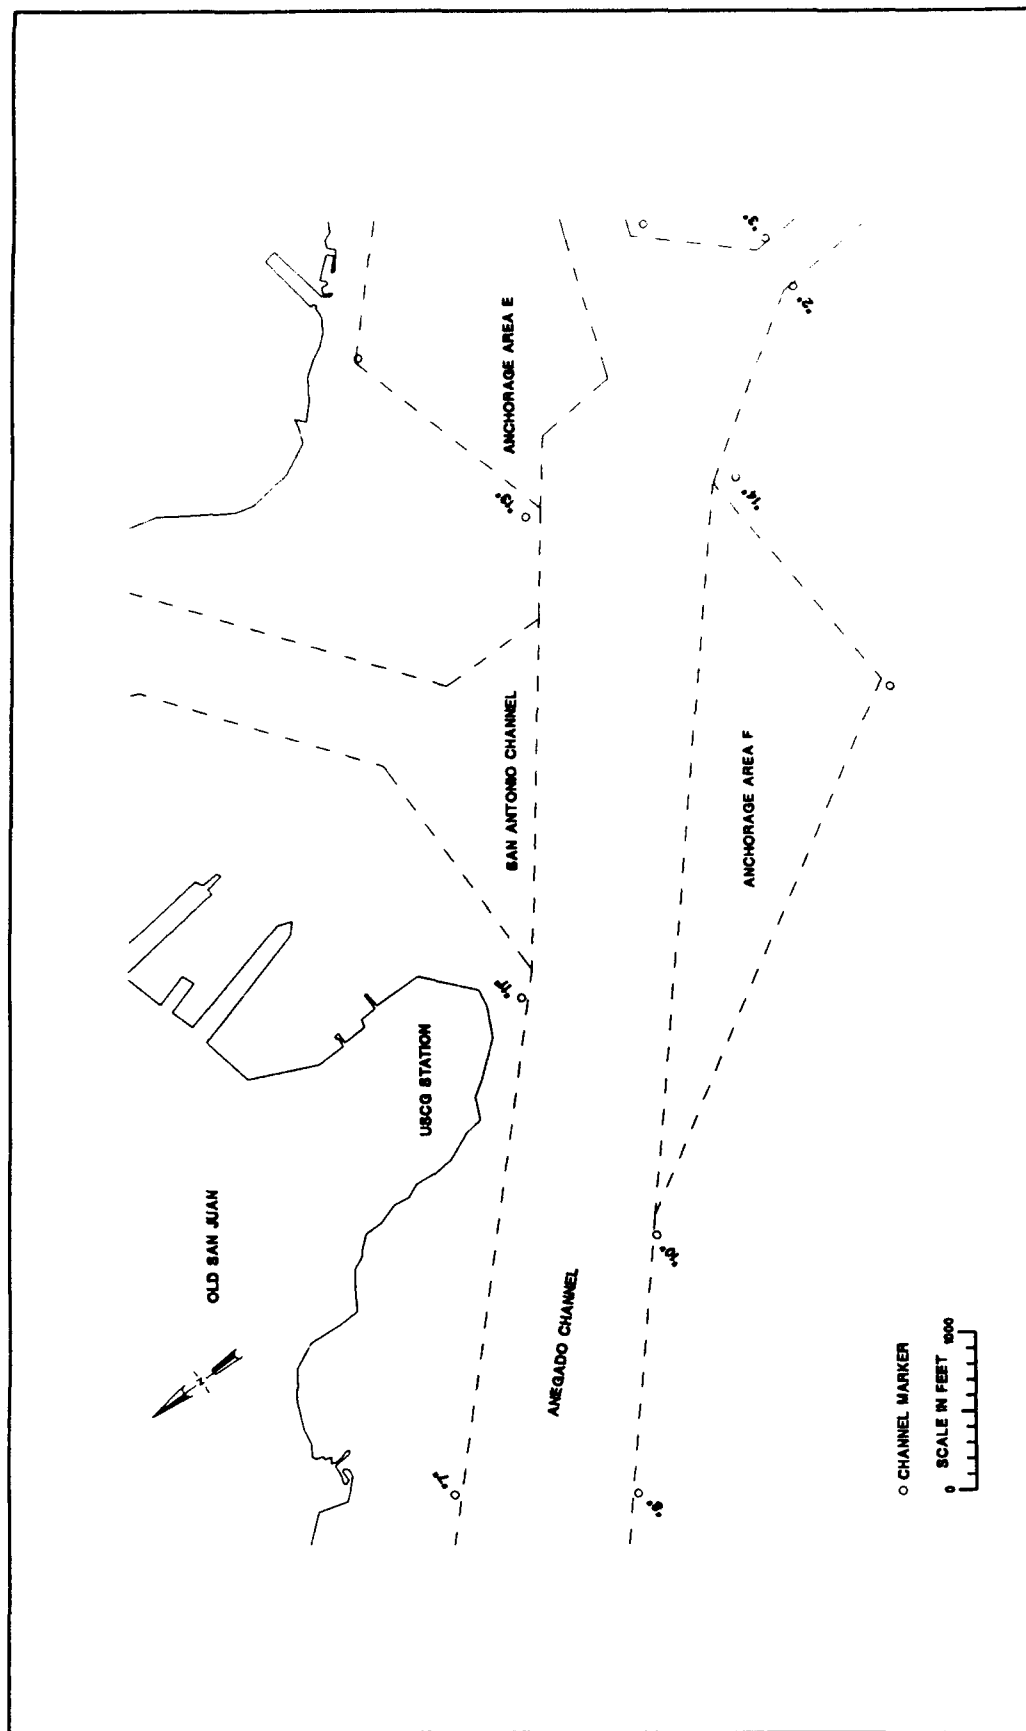 OLD SAN JUAN
USCG STATION
SAN ANTONIO CHANNEL
ANCHORAGE AREA E
ANEGADO CHANNEL
ANCHORAGE AREA F
CHANNEL MARKER
SCALE IN FEET
0 1000